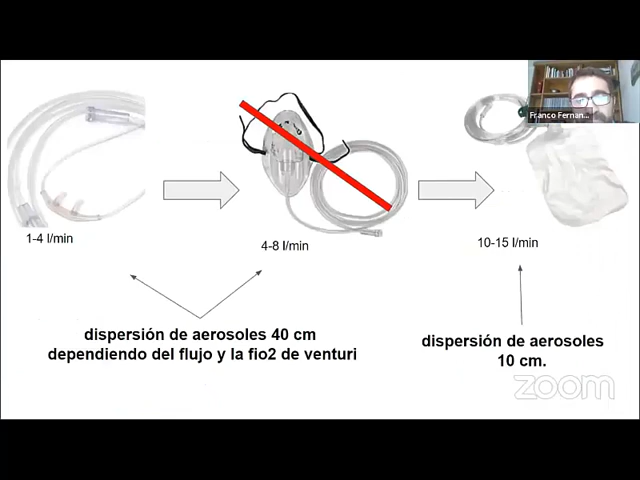 Franco Fernan...
1-4 l/min
4-8 l/min
10-15 l/min
dispersión de aerosoles 40 cm
dependiendo del flujo y la fio2 de venturi
dispersión de aerosoles
10 cm.
zoom